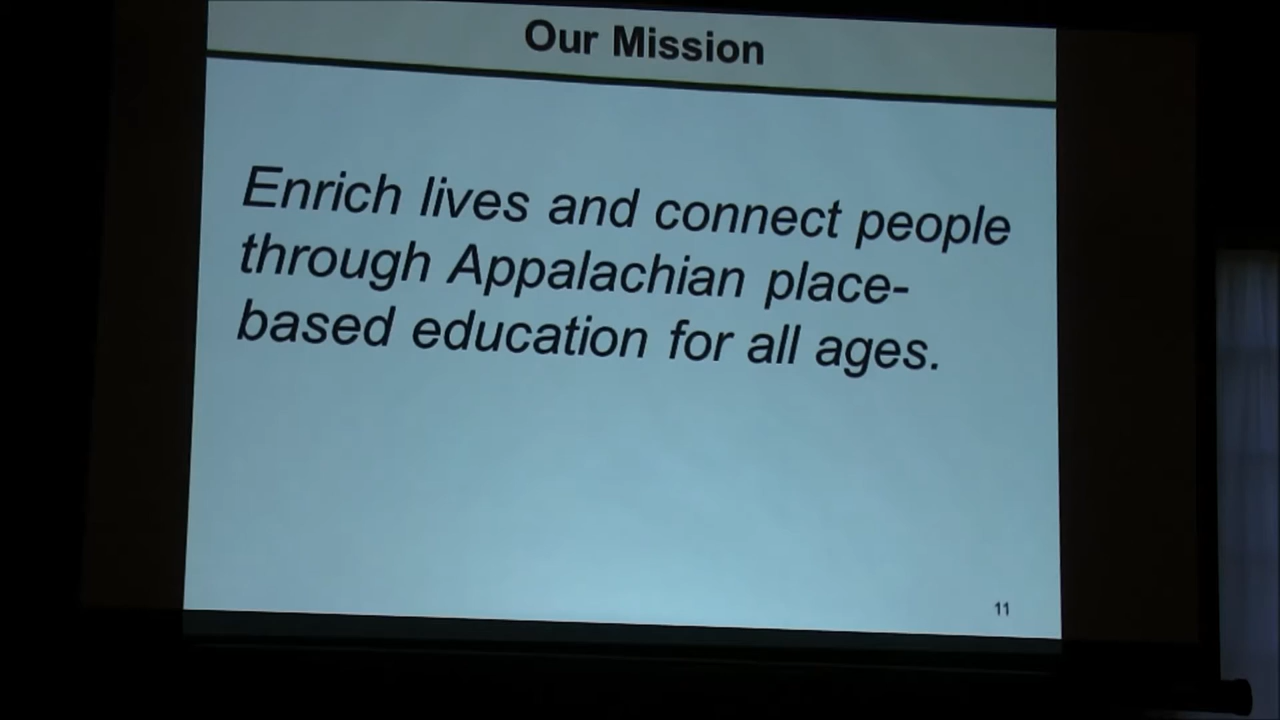 Our Mission
Enrich lives and connect people
through Appalachian place-
based education for all ages.
11